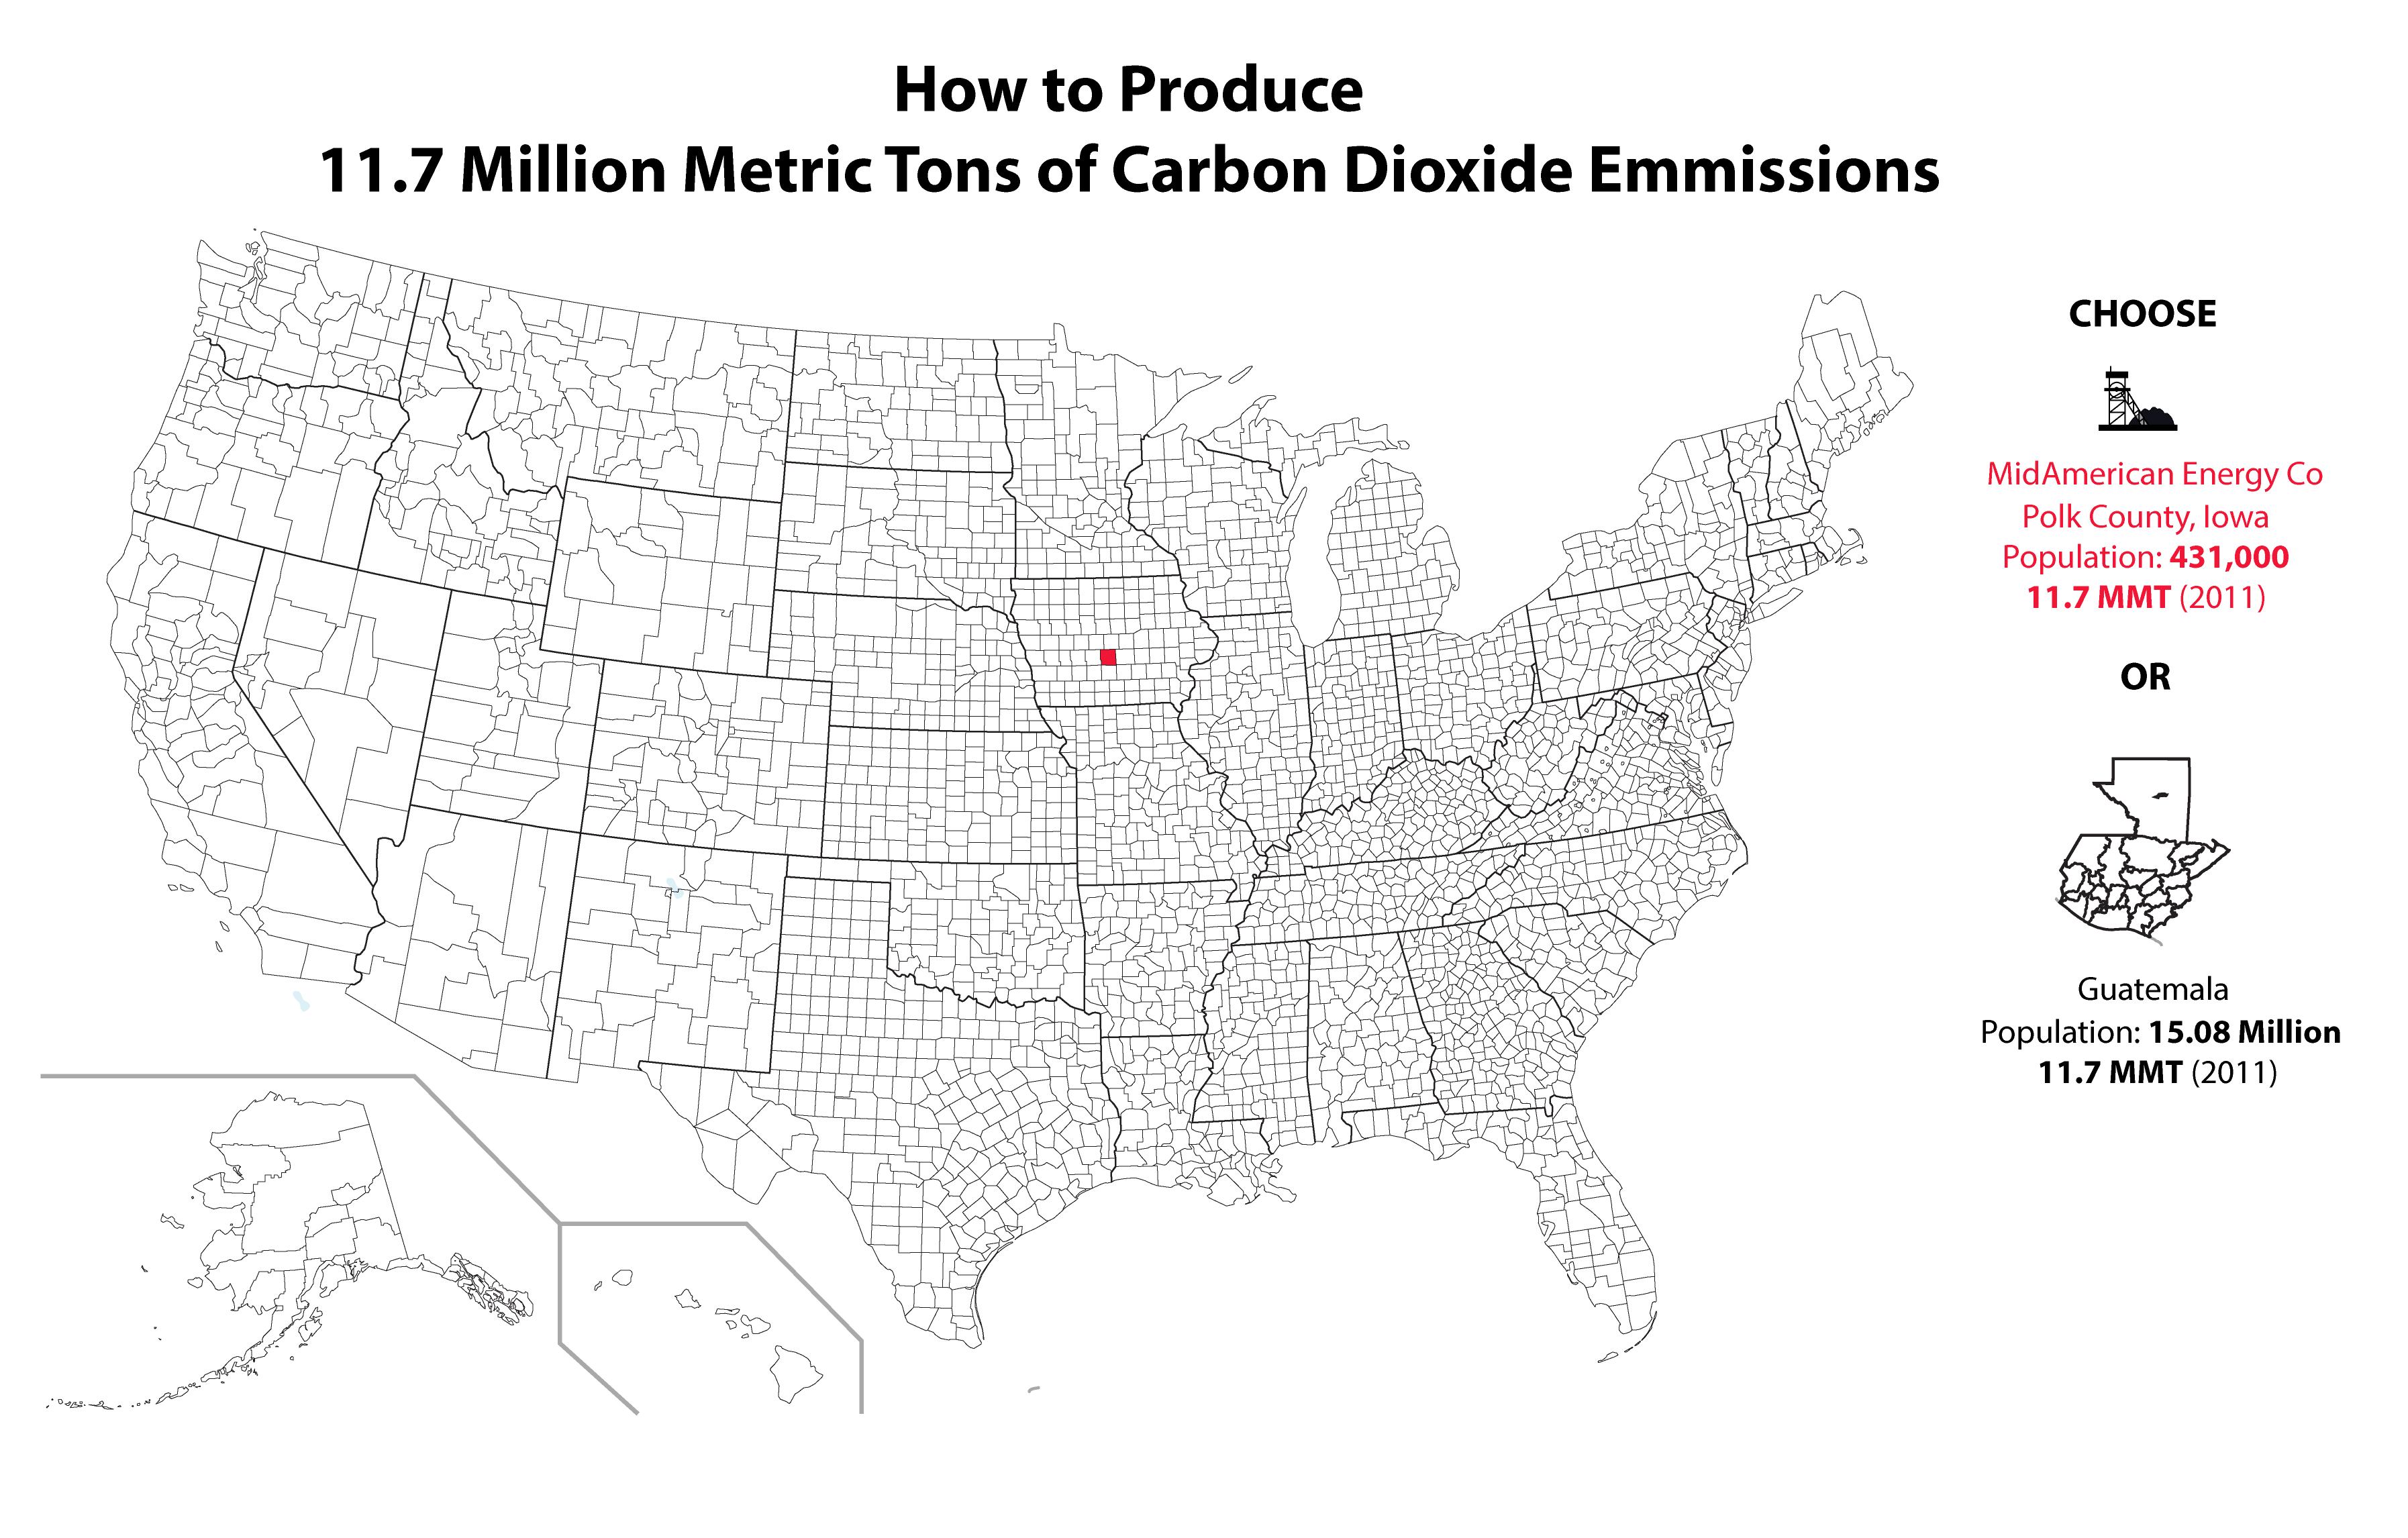 How to Produce
11.7 Million Metric Tons of Carbon Dioxide Emmissions
CHOOSE
MidAmerican Energy Co
Polk County, Iowa
Population: 431,000
11.7 MMT (2011)
OR
Guatemala
Population: 15.08 Million
11.7 MMT (2011)